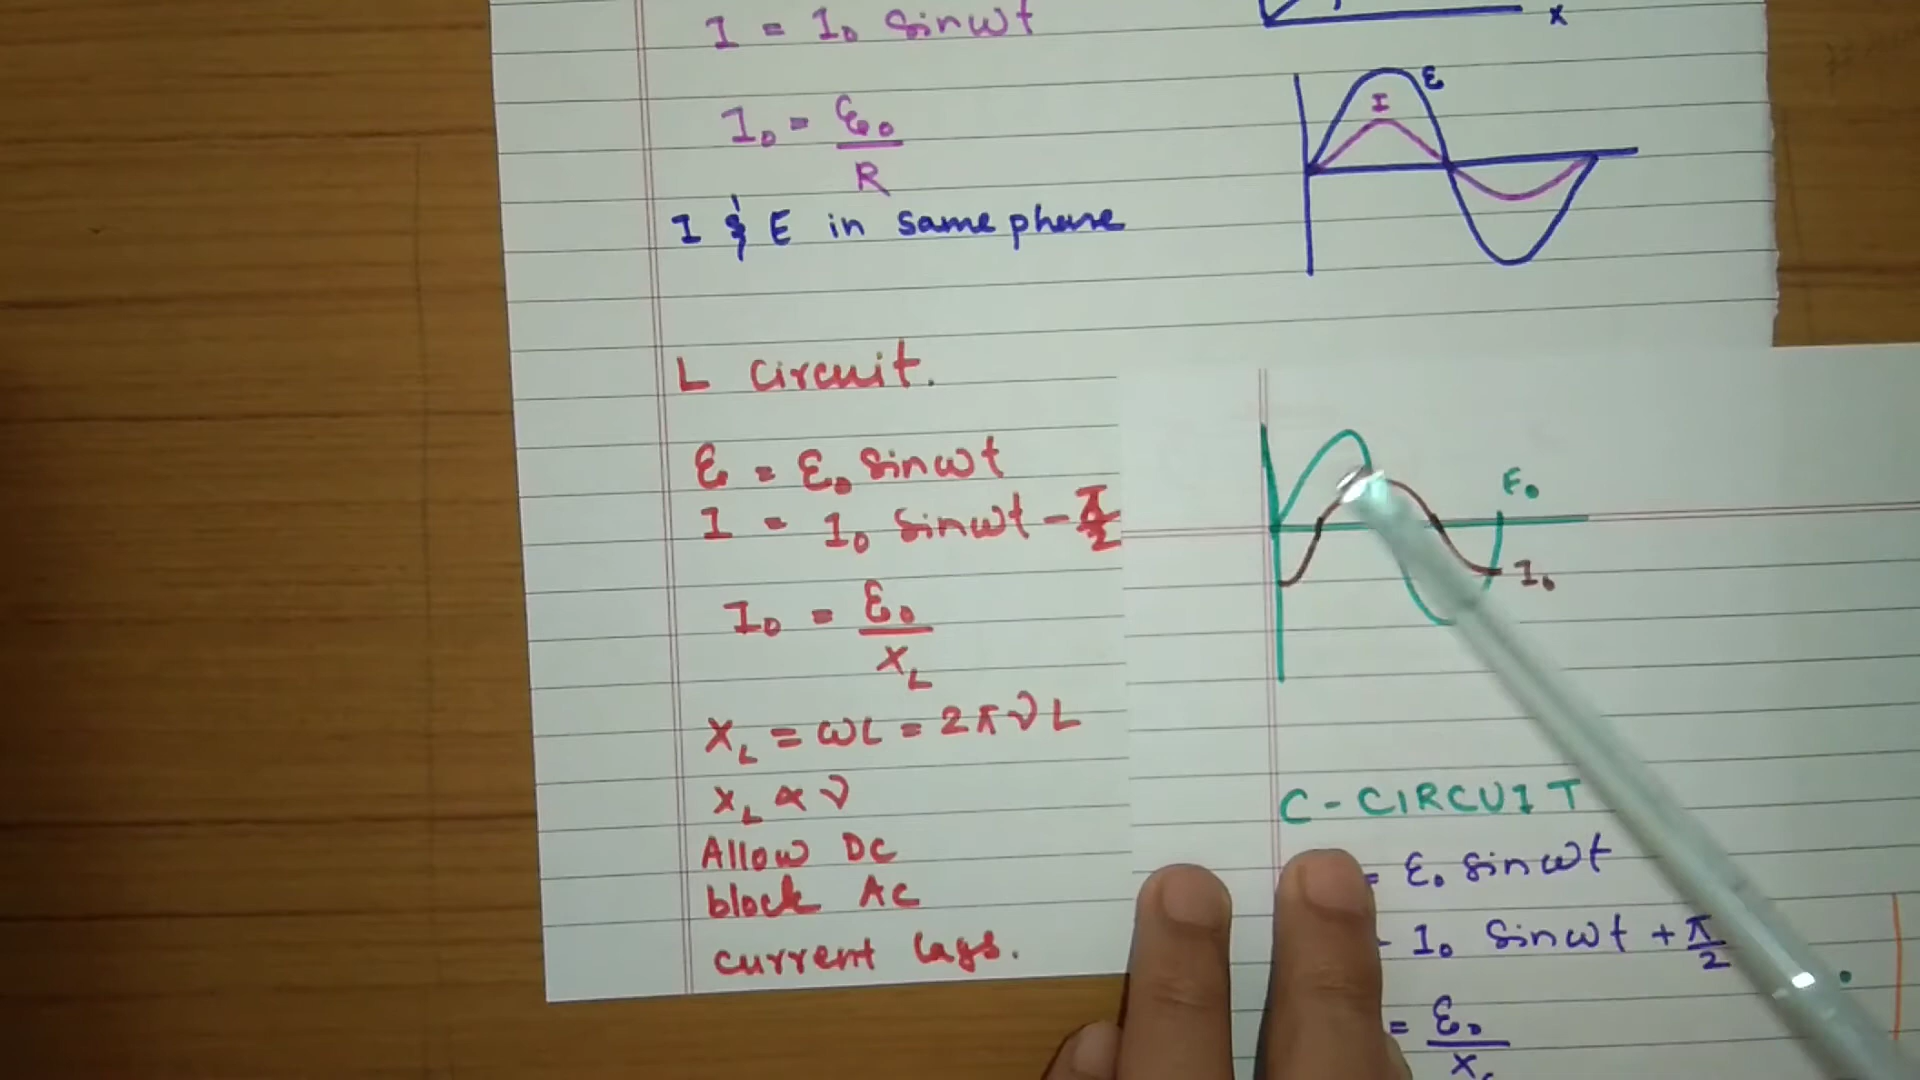 I = I₀ sinωt
x
I₀ = ε₀/R
ε
I
I & E in same phase
L circuit.
ε = ε₀ sinωt
I = I₀ sinωt - π/2
I₀ = ε₀/X_L
X_L = ωL = 2πνL
X_L ∝ ν
Allow DC
block AC
current lags.
E₀
I₀
C-CIRCUIT
= ε₀ sinωt
- I₀ sinωt + π/2
= ε₀/X